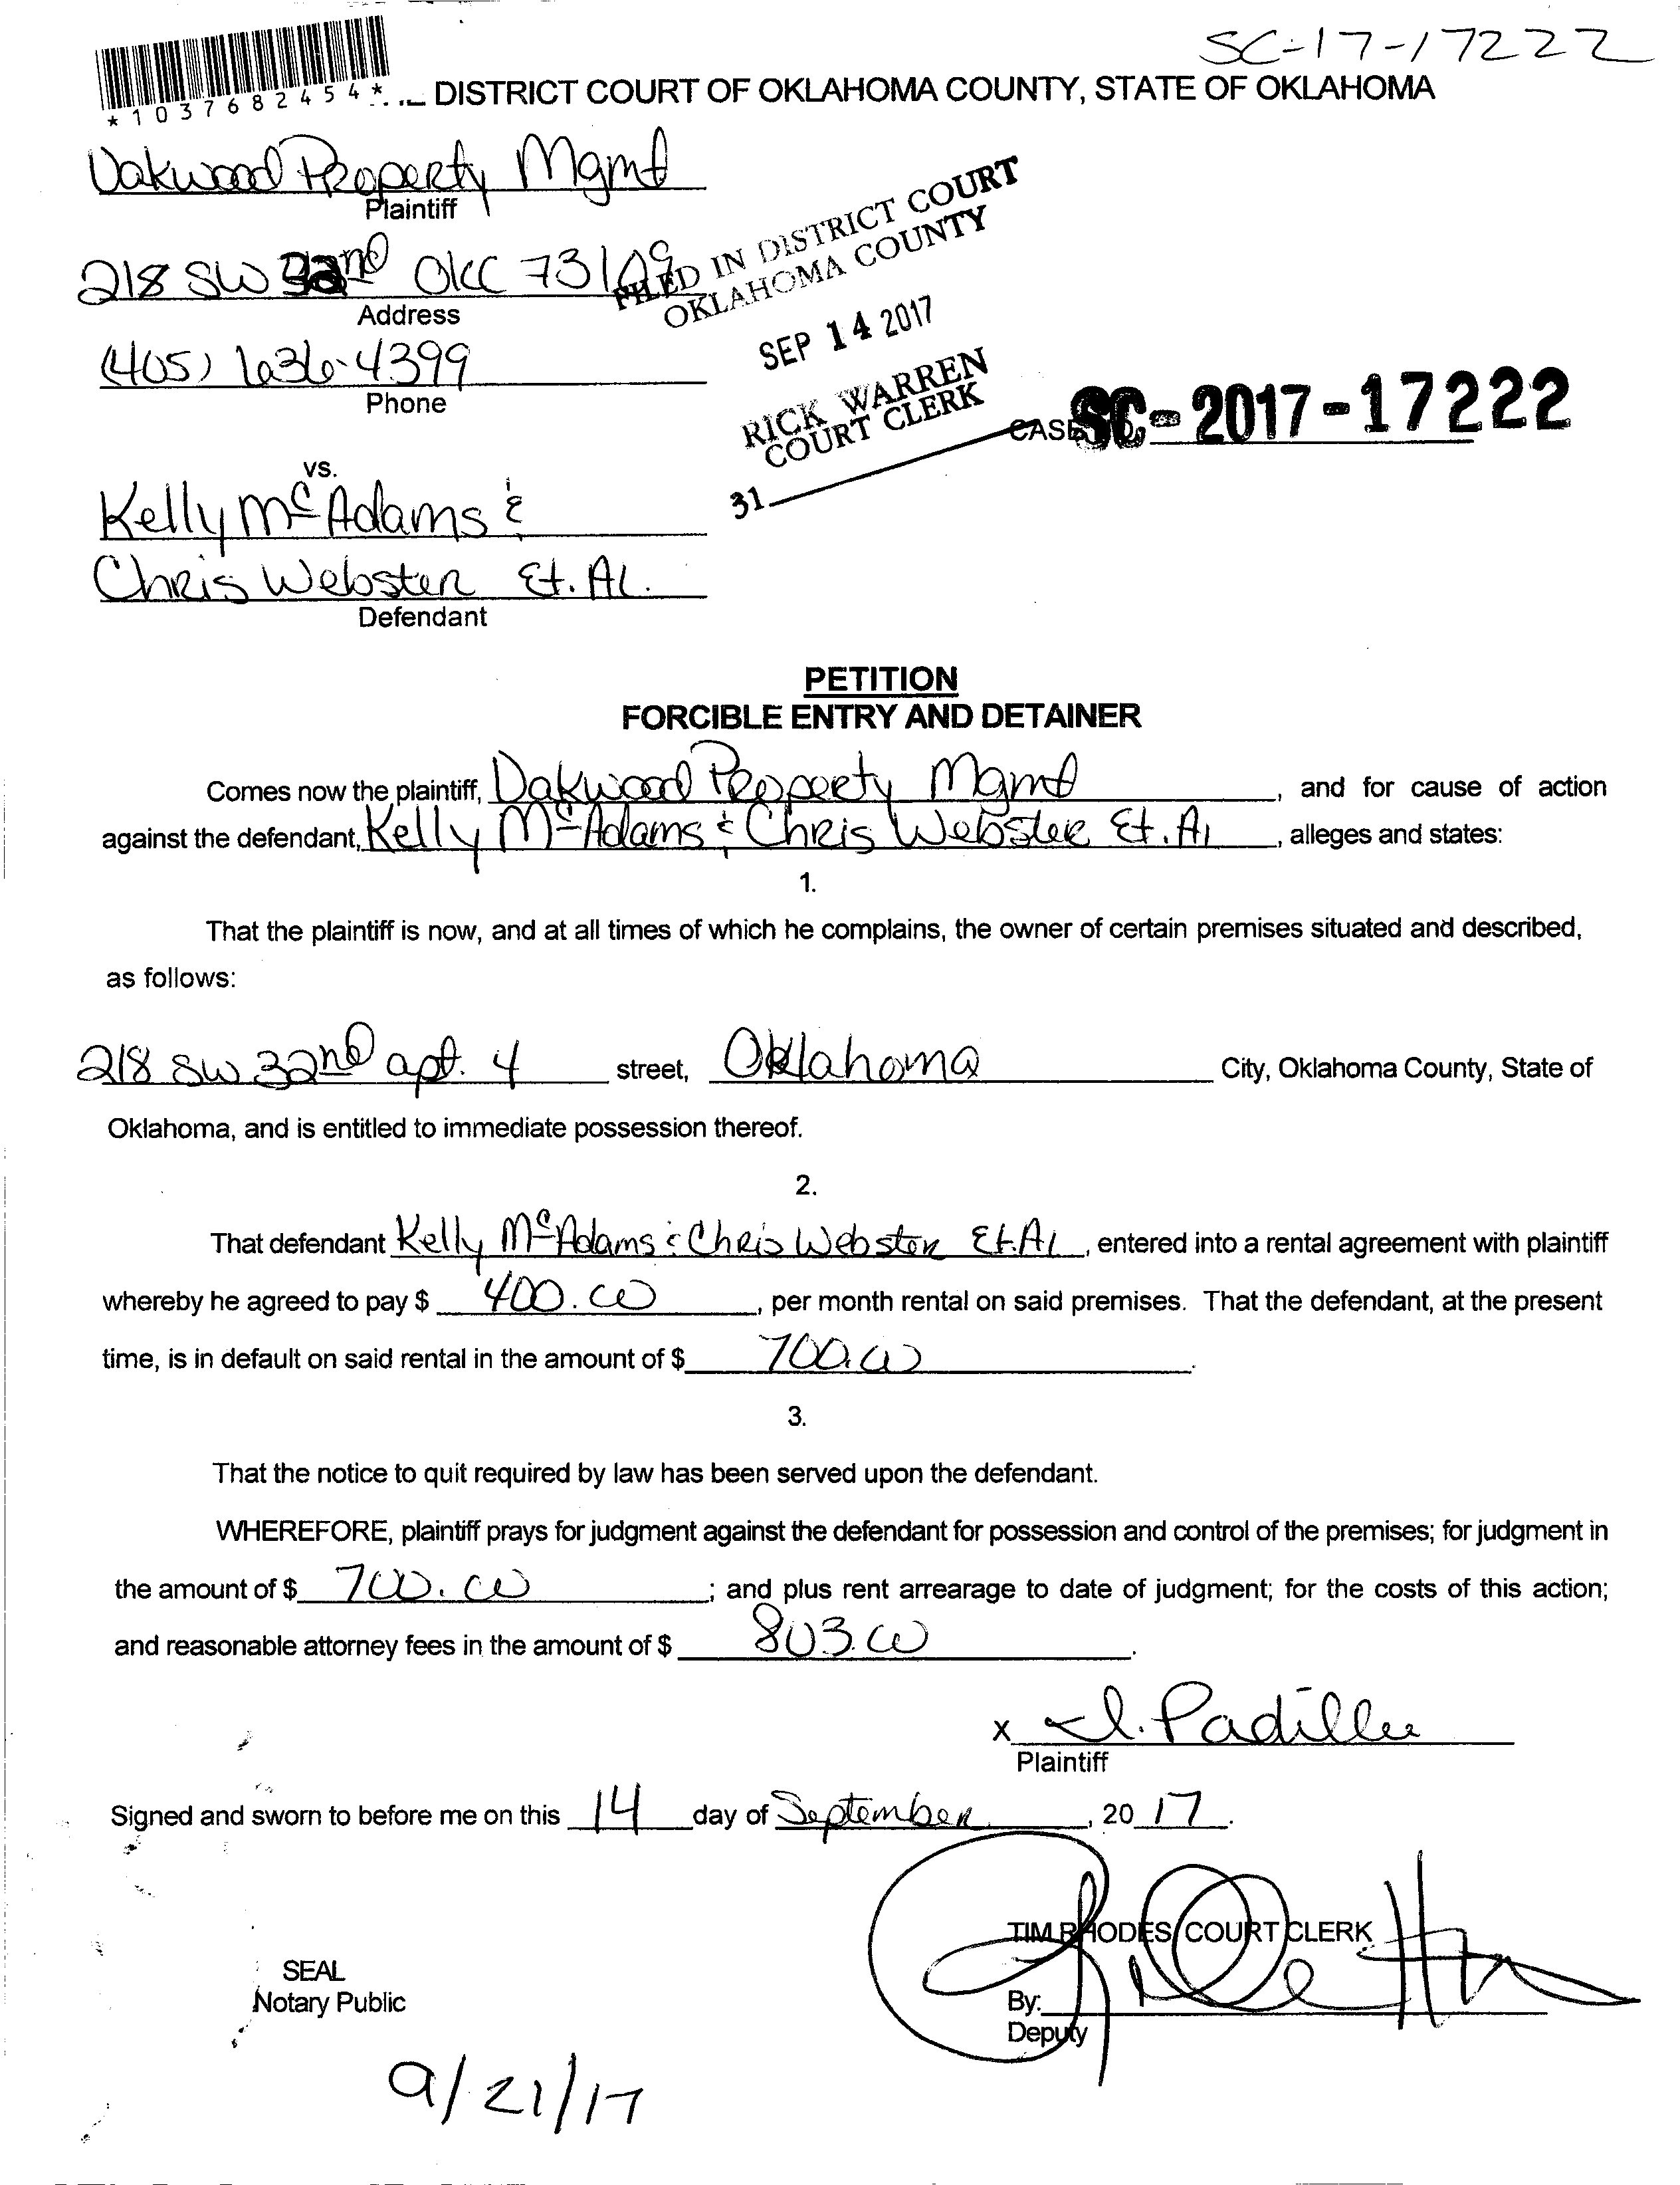 SC-17-17222
*1037682454*
DISTRICT COURT OF OKLAHOMA COUNTY, STATE OF OKLAHOMA
Oakwood Property Mgmt
Plaintiff
218 SW 32nd OKC 73109
Address
(405) 636-4399
Phone
FILED IN DISTRICT COURT
OKLAHOMA COUNTY
SEP 14 2017
RICK WARREN
COURT CLERK
31
CASE NO. SC-2017-17222
vs.
Kelly McAdams &
Chris Webster Et. Al.
Defendant
PETITION
FORCIBLE ENTRY AND DETAINER
Comes now the plaintiff, Oakwood Property Mgmt, and for cause of action
against the defendant, Kelly McAdams & Chris Webster Et. Al, alleges and states:
1.
That the plaintiff is now, and at all times of which he complains, the owner of certain premises situated and described,
as follows:
218 SW 32nd apt. 4 street, Oklahoma City, Oklahoma County, State of
Oklahoma, and is entitled to immediate possession thereof.
2.
That defendant Kelly McAdams & Chris Webster Et. Al, entered into a rental agreement with plaintiff
whereby he agreed to pay $ 400.00, per month rental on said premises. That the defendant, at the present
time, is in default on said rental in the amount of $ 700.00.
3.
That the notice to quit required by law has been served upon the defendant.
WHEREFORE, plaintiff prays for judgment against the defendant for possession and control of the premises; for judgment in
the amount of $ 700.00; and plus rent arrearage to date of judgment; for the costs of this action;
and reasonable attorney fees in the amount of $ 803.00.
x Padilla
Plaintiff
Signed and sworn to before me on this 14 day of September, 20 17.
TIM RHODES COURT CLERK
SEAL
Notary Public
By:
Deputy
9/21/17